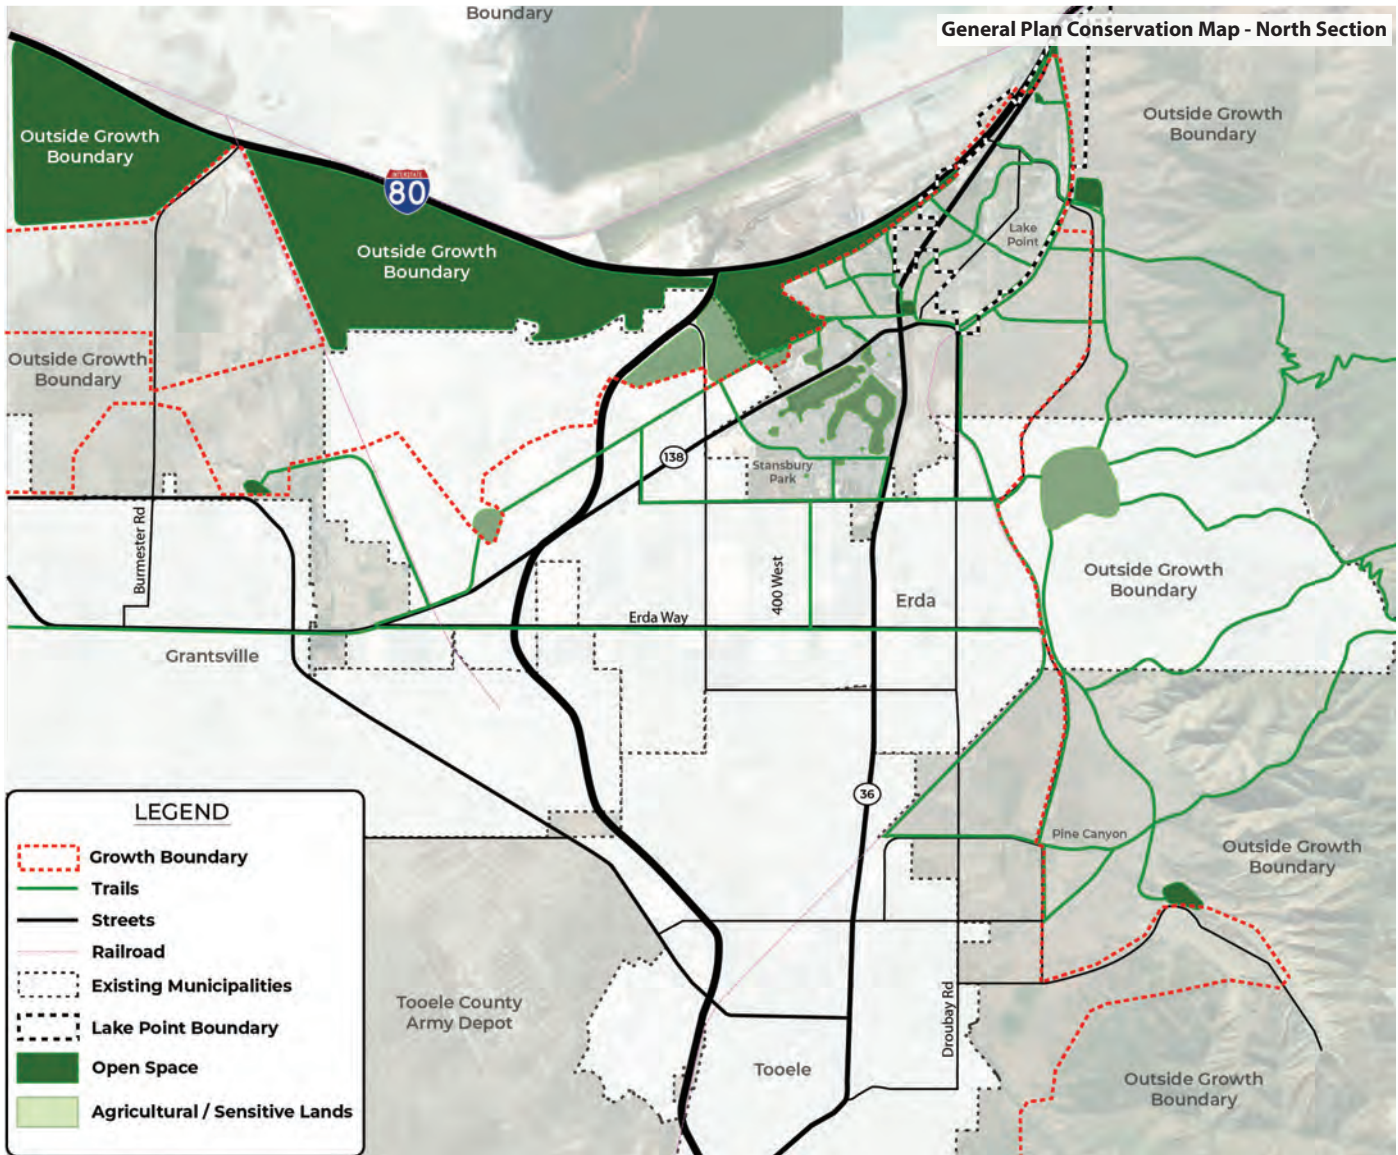 Boundary
General Plan Conservation Map - North Section
Outside Growth
Boundary
Outside Growth
Boundary
INTERSTATE
80
Outside Growth
Boundary
Lake
Point
Outside Growth
Boundary
138
Stansbury
Park
Burmester Rd
400 West
Outside Growth
Boundary
Erda
Erda Way
Grantsville
36
Pine Canyon
Outside Growth
Boundary
LEGEND
Growth Boundary
Trails
Streets
Railroad
Existing Municipalities
Lake Point Boundary
Open Space
Agricultural / Sensitive Lands
Tooele County
Army Depot
Droubay Rd
Tooele
Outside Growth
Boundary